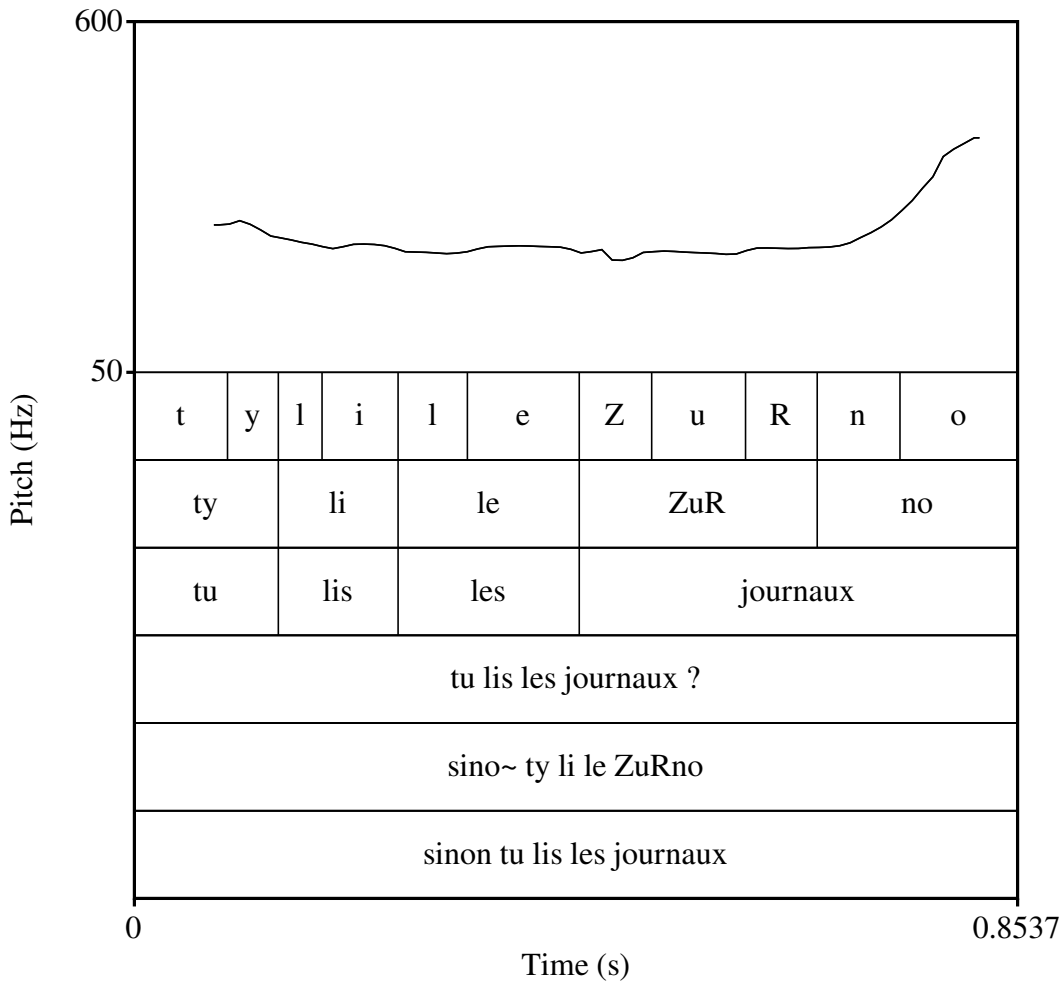 600
50
Pitch (Hz)
t y l i l e Z u R n o
ty li le ZuR no
tu lis les journaux
tu lis les journaux ?
sino~ ty li le ZuRno
sinon tu lis les journaux
0 0.8537
Time (s)